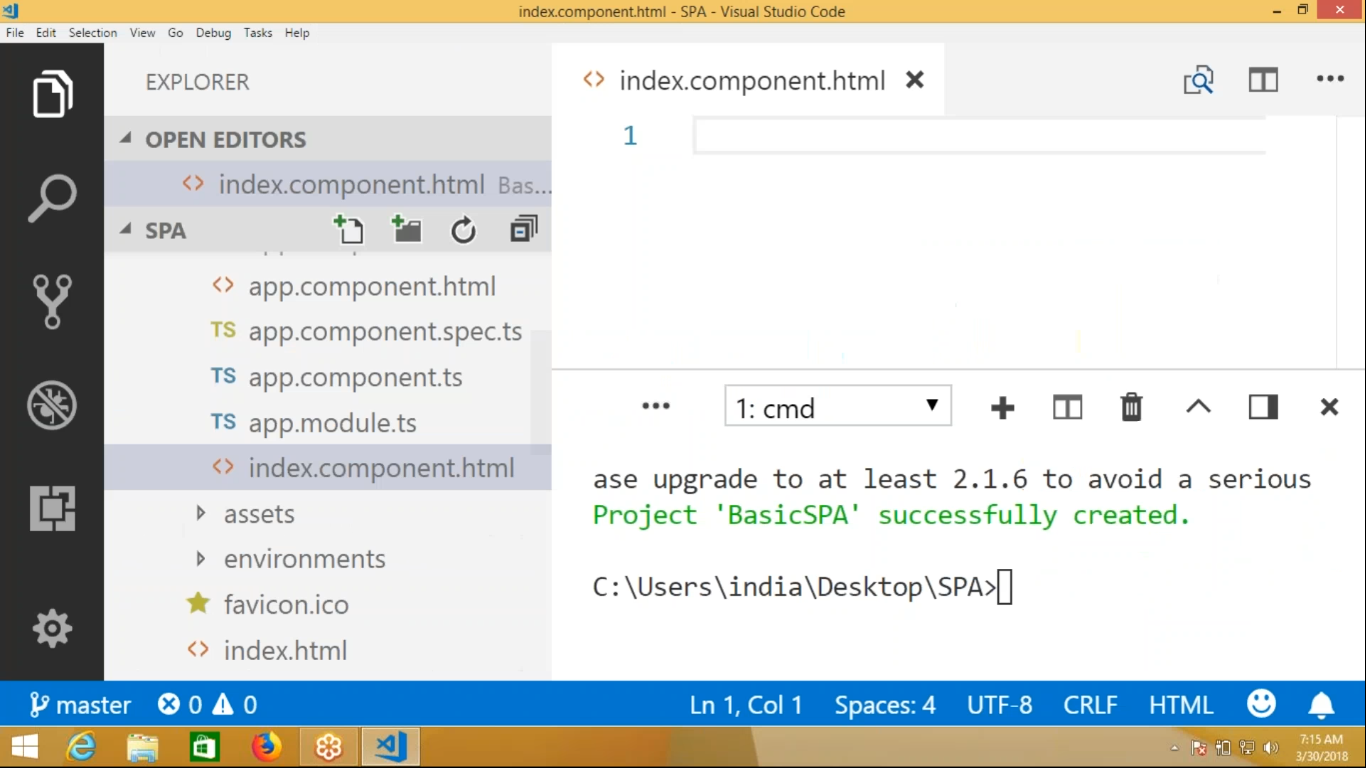 index.component.html - SPA - Visual Studio Code
File Edit Selection View Go Debug Tasks Help
EXPLORER
OPEN EDITORS
index.component.html Bas...
SPA
app.component.html
TS app.component.spec.ts
TS app.component.ts
TS app.module.ts
index.component.html
assets
environments
favicon.ico
index.html
index.component.html
1
1: cmd
ase upgrade to at least 2.1.6 to avoid a serious
Project 'BasicSPA' successfully created.
C:\Users\india\Desktop\SPA>
master 0 0 Ln 1, Col 1 Spaces: 4 UTF-8 CRLF HTML
7:15 AM
3/30/2018